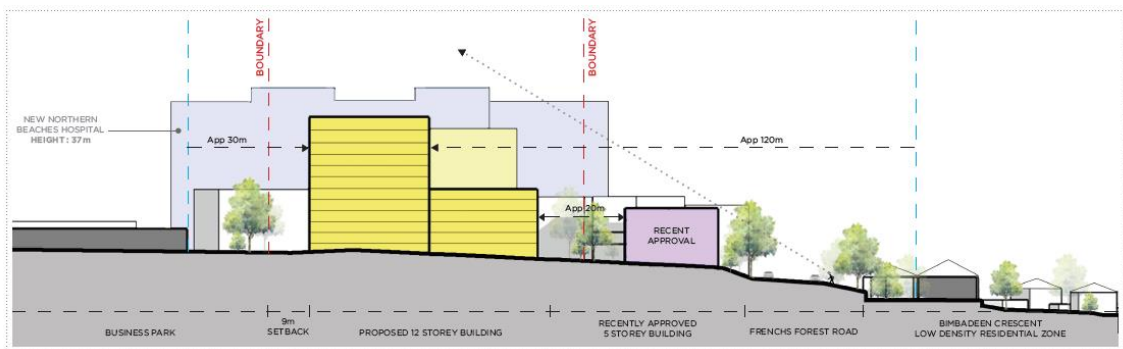 BOUNDARY
BOUNDARY
NEW NORTHERN
BEACHES HOSPITAL
HEIGHT : 37m
App 30m
App 120m
App 20m
RECENT
APPROVAL
BUSINESS PARK
9m
SETBACK
PROPOSED 12 STOREY BUILDING
RECENTLY APPROVED
5 STOREY BUILDING
FRENCHS FOREST ROAD
BIMBADEEN CRESCENT
LOW DENSITY RESIDENTIAL ZONE